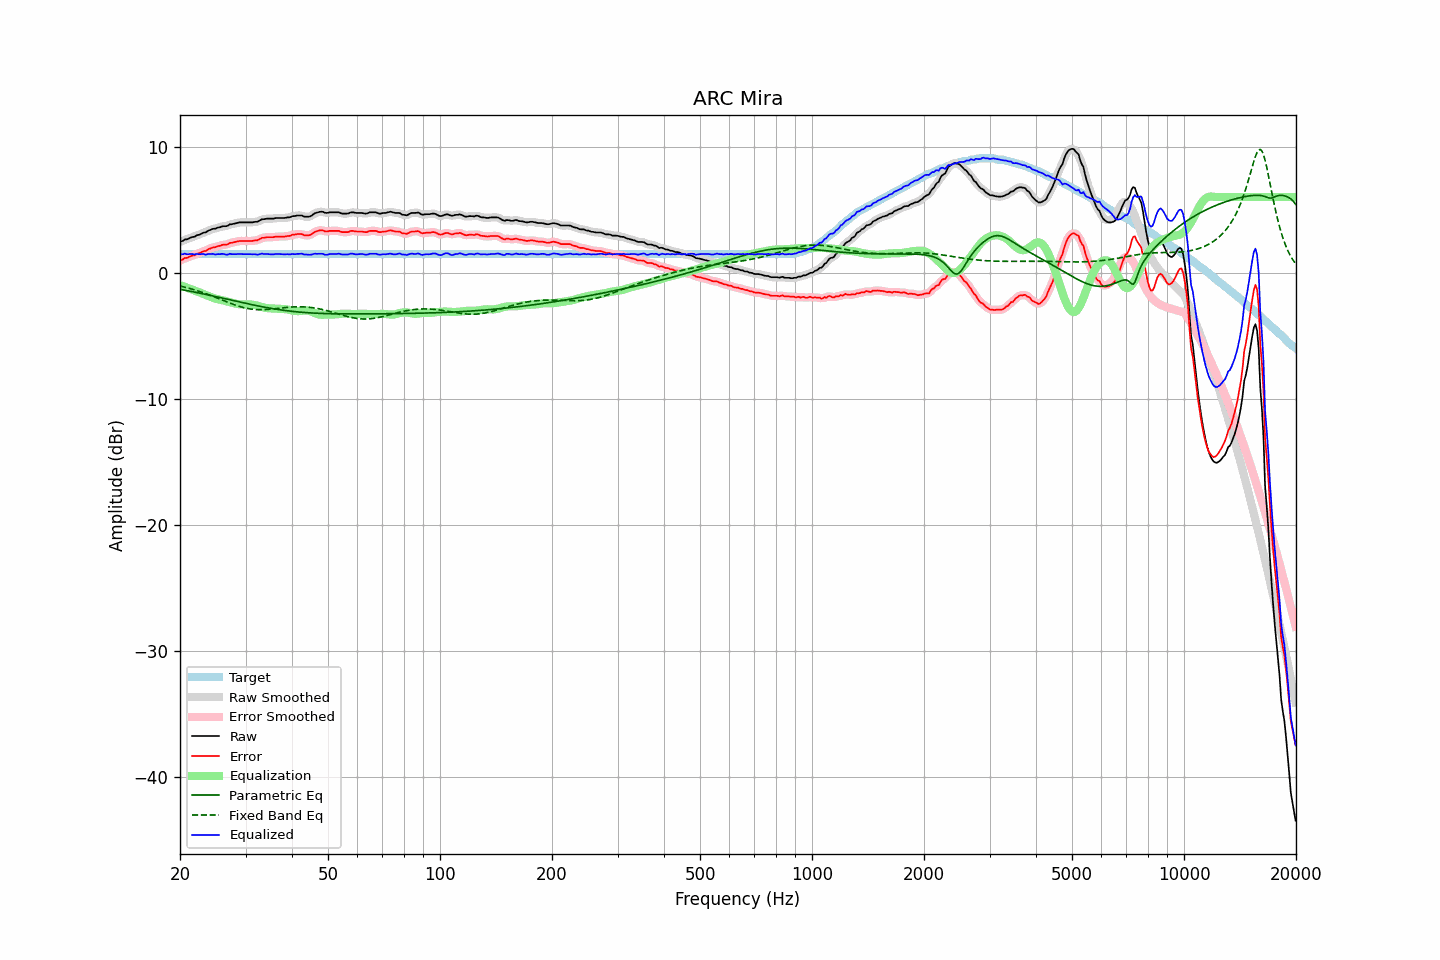 ARC Mira
Amplitude (dBr)
10
0
−10
−20
−30
−40
Target
Raw Smoothed
Error Smoothed
Raw
Error
Equalization
Parametric Eq
Fixed Band Eq
Equalized
20 50 100 200 500 1000 2000 5000 10000 20000
Frequency (Hz)